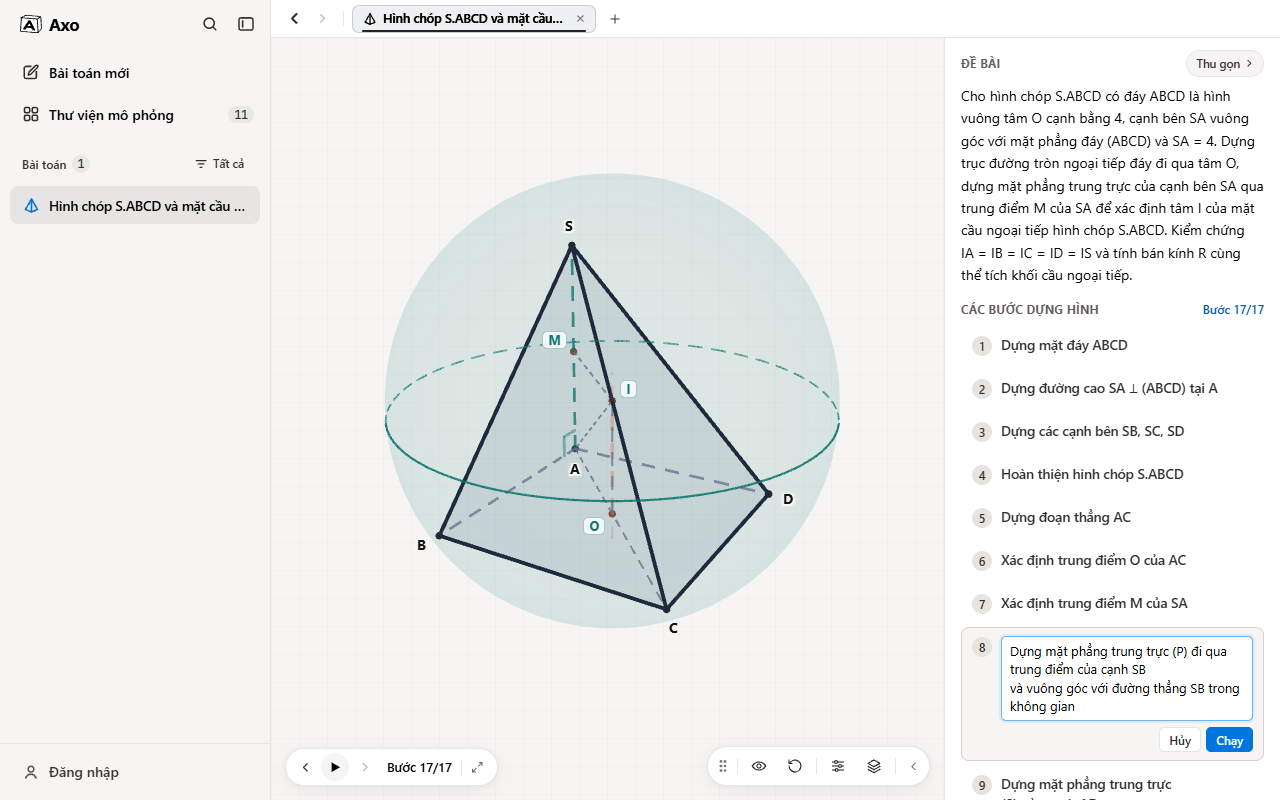 Axo
Bài toán mới
Thư viện mô phỏng 11
Bài toán 1 Tất cả
Hình chóp S.ABCD và mặt cầu ...
Đăng nhập
Hình chóp S.ABCD và mặt cầu...
S
M
I
A
D
O
B
C
Bước 17/17
ĐỀ BÀI Thu gọn
Cho hình chóp S.ABCD có đáy ABCD là hình
vuông tâm O cạnh bằng 4, cạnh bên SA vuông
góc với mặt phẳng đáy (ABCD) và SA = 4. Dựng
trục đường tròn ngoại tiếp đáy đi qua tâm O,
dựng mặt phẳng trung trực của cạnh bên SA qua
trung điểm M của SA để xác định tâm I của mặt
cầu ngoại tiếp hình chóp S.ABCD. Kiểm chứng
IA = IB = IC = ID = IS và tính bán kính R cùng
thể tích khối cầu ngoại tiếp.
CÁC BƯỚC DỰNG HÌNH Bước 17/17
1 Dựng mặt đáy ABCD
2 Dựng đường cao SA ⊥ (ABCD) tại A
3 Dựng các cạnh bên SB, SC, SD
4 Hoàn thiện hình chóp S.ABCD
5 Dựng đoạn thẳng AC
6 Xác định trung điểm O của AC
7 Xác định trung điểm M của SA
8 Dựng mặt phẳng trung trực (P) đi qua
trung điểm của cạnh SB
và vuông góc với đường thẳng SB trong
không gian
Hủy Chạy
9 Dựng mặt phẳng trung trực